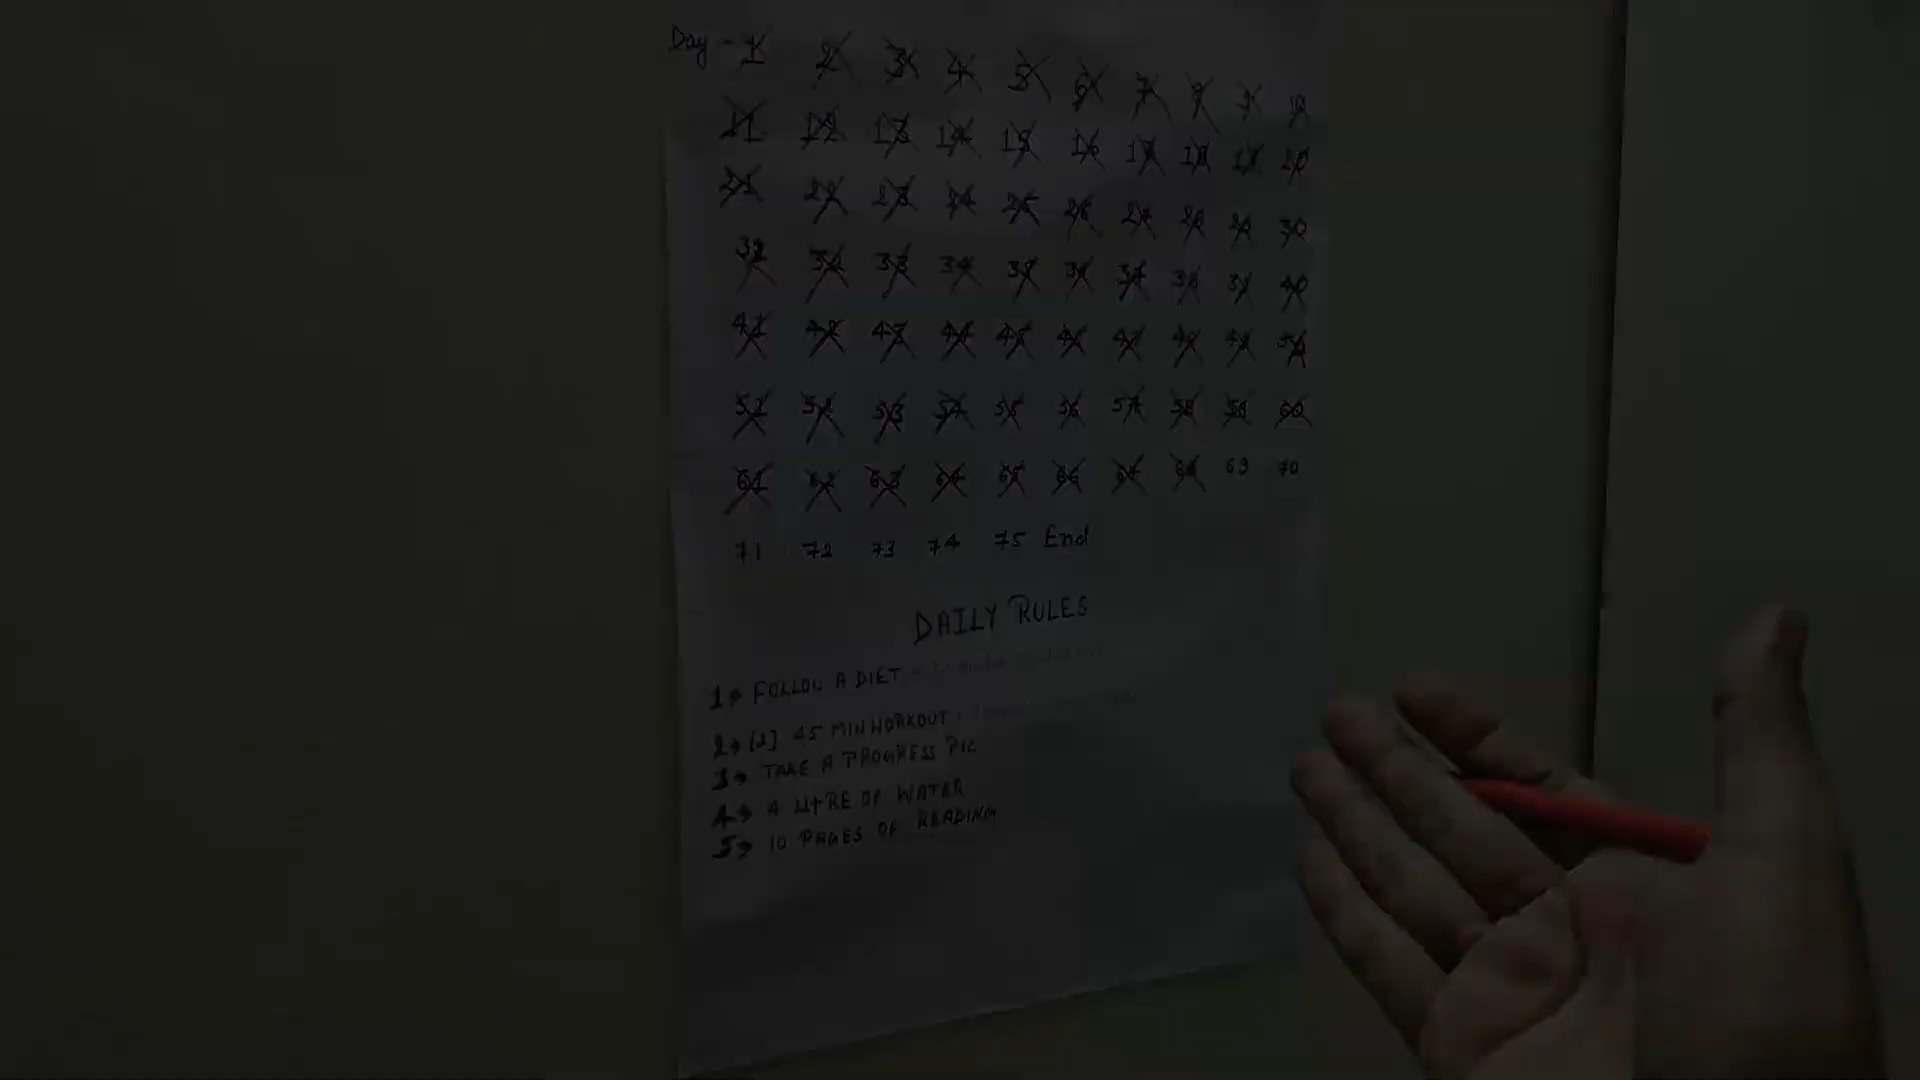 Day - 1 2 3 4 5 6 7 8 9 10
11 12 13 14 15 16 17 18 19 20
21 22 23 24 25 26 27 28 29 30
32 33 34 35 36 37 38 39 40
41 42 43 44 45 46 47 48 49 50
51 52 53 54 55 56 57 58 59 60
61 62 63 64 65 66 67 68 69 70
71 72 73 74 75 End
DAILY RULES
1→ FOLLOW A DIET
2→ [2] 45 MIN WORKOUT
3→ TAKE A PROGRESS PIC
4→ 4 LITRE OF WATER
5→ 10 PAGES OF READING